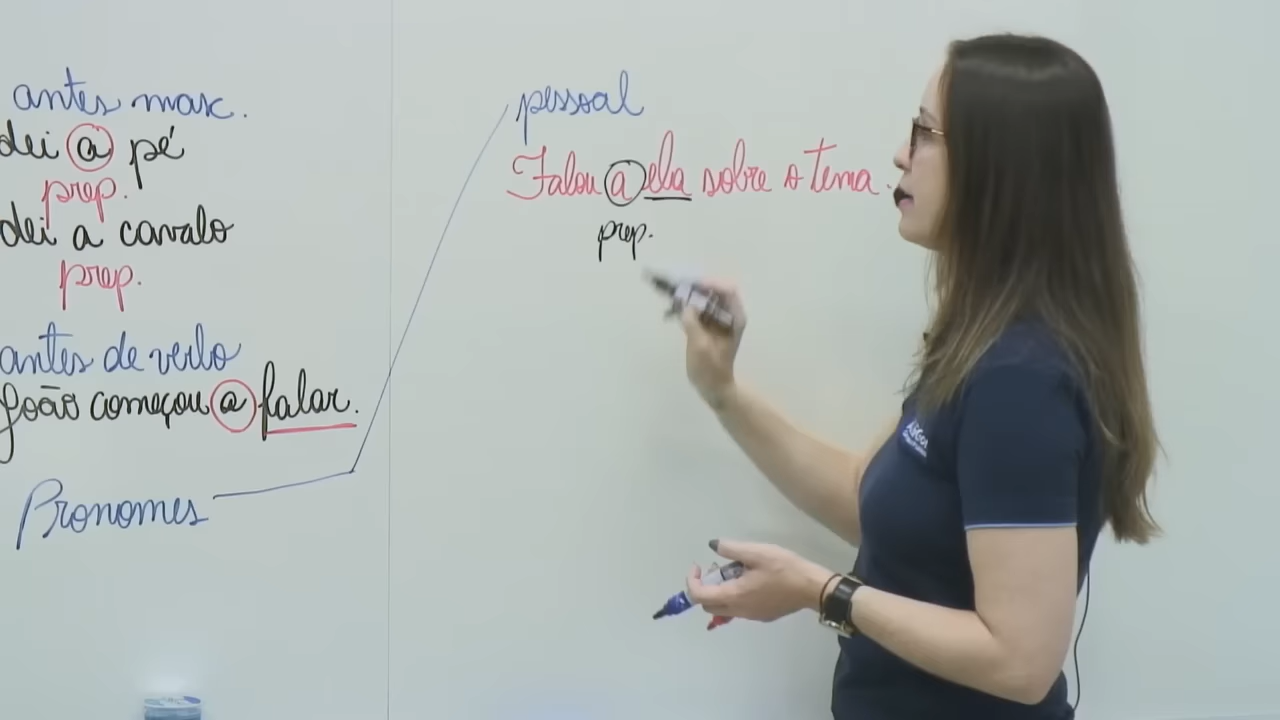 antes masc.
dei a pé
prep.
dei a cavalo
prep.
antes de verbo
João começou a falar.
Pronomes
pessoal
Falou a ela sobre o tema.
prep.